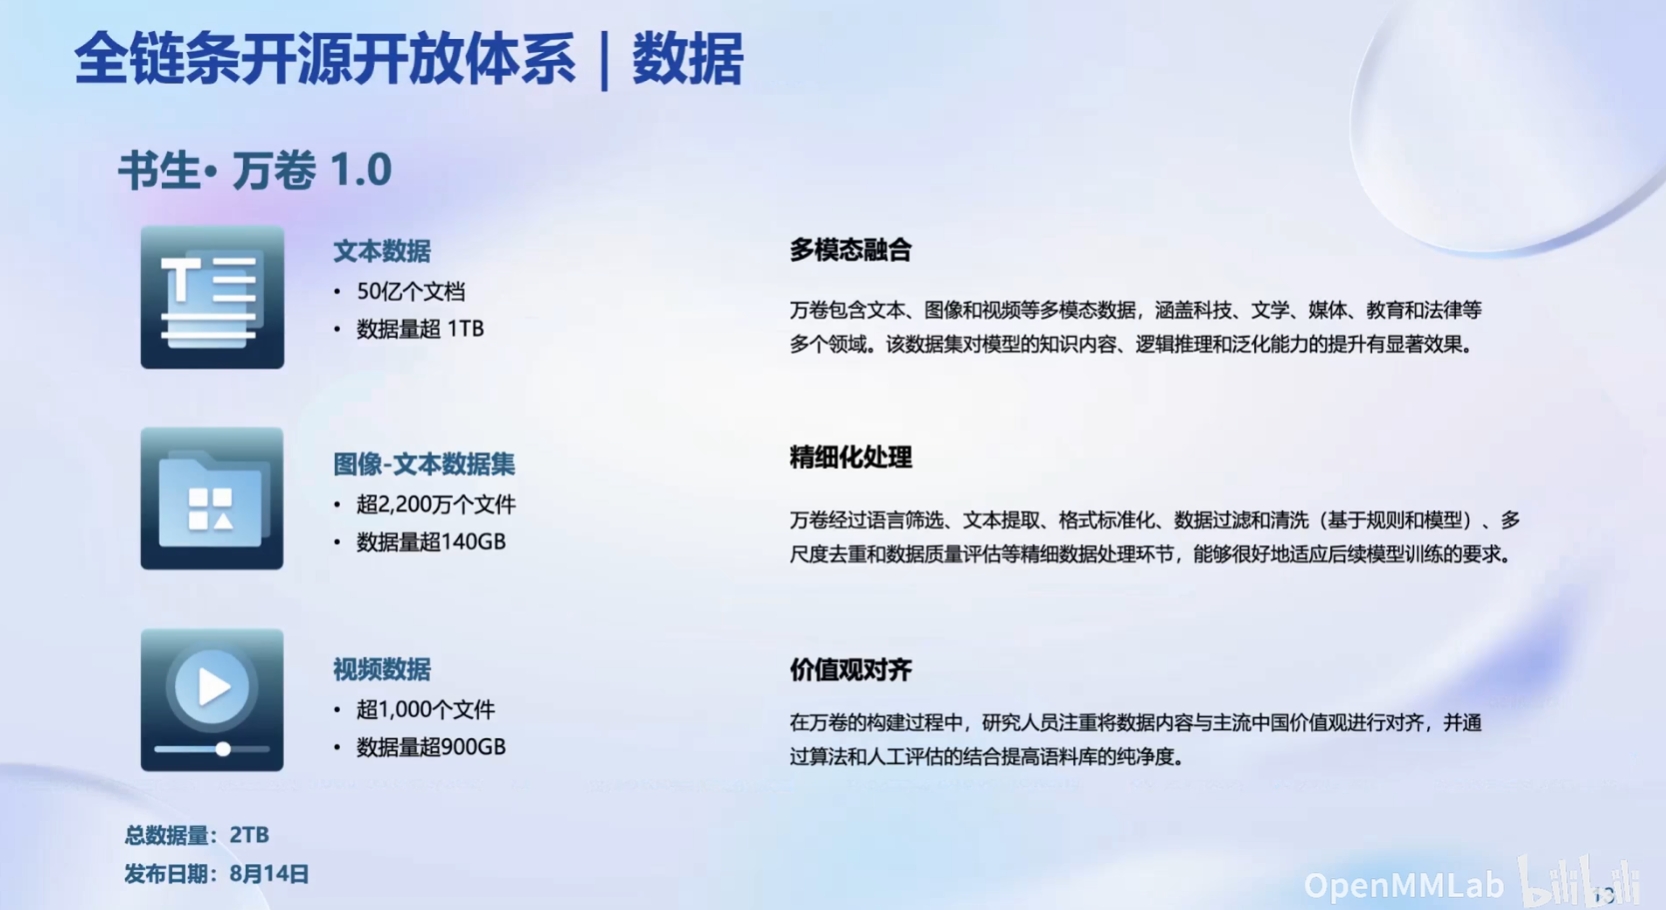 全链条开源开放体系｜数据
书生· 万卷 1.0
文本数据
• 50亿个文档
• 数据量超 1TB
图像-文本数据集
• 超2,200万个文件
• 数据量超140GB
视频数据
• 超1,000个文件
• 数据量超900GB
总数据量：2TB
发布日期：8月14日
多模态融合
万卷包含文本、图像和视频等多模态数据，涵盖科技、文学、媒体、教育和法律等
多个领域。该数据集对模型的知识内容、逻辑推理和泛化能力的提升有显著效果。
精细化处理
万卷经过语言筛选、文本提取、格式标准化、数据过滤和清洗（基于规则和模型）、多
尺度去重和数据质量评估等精细数据处理环节，能够很好地适应后续模型训练的要求。
价值观对齐
在万卷的构建过程中，研究人员注重将数据内容与主流中国价值观进行对齐，并通
过算法和人工评估的结合提高语料库的纯净度。
OpenMMLab bilibili